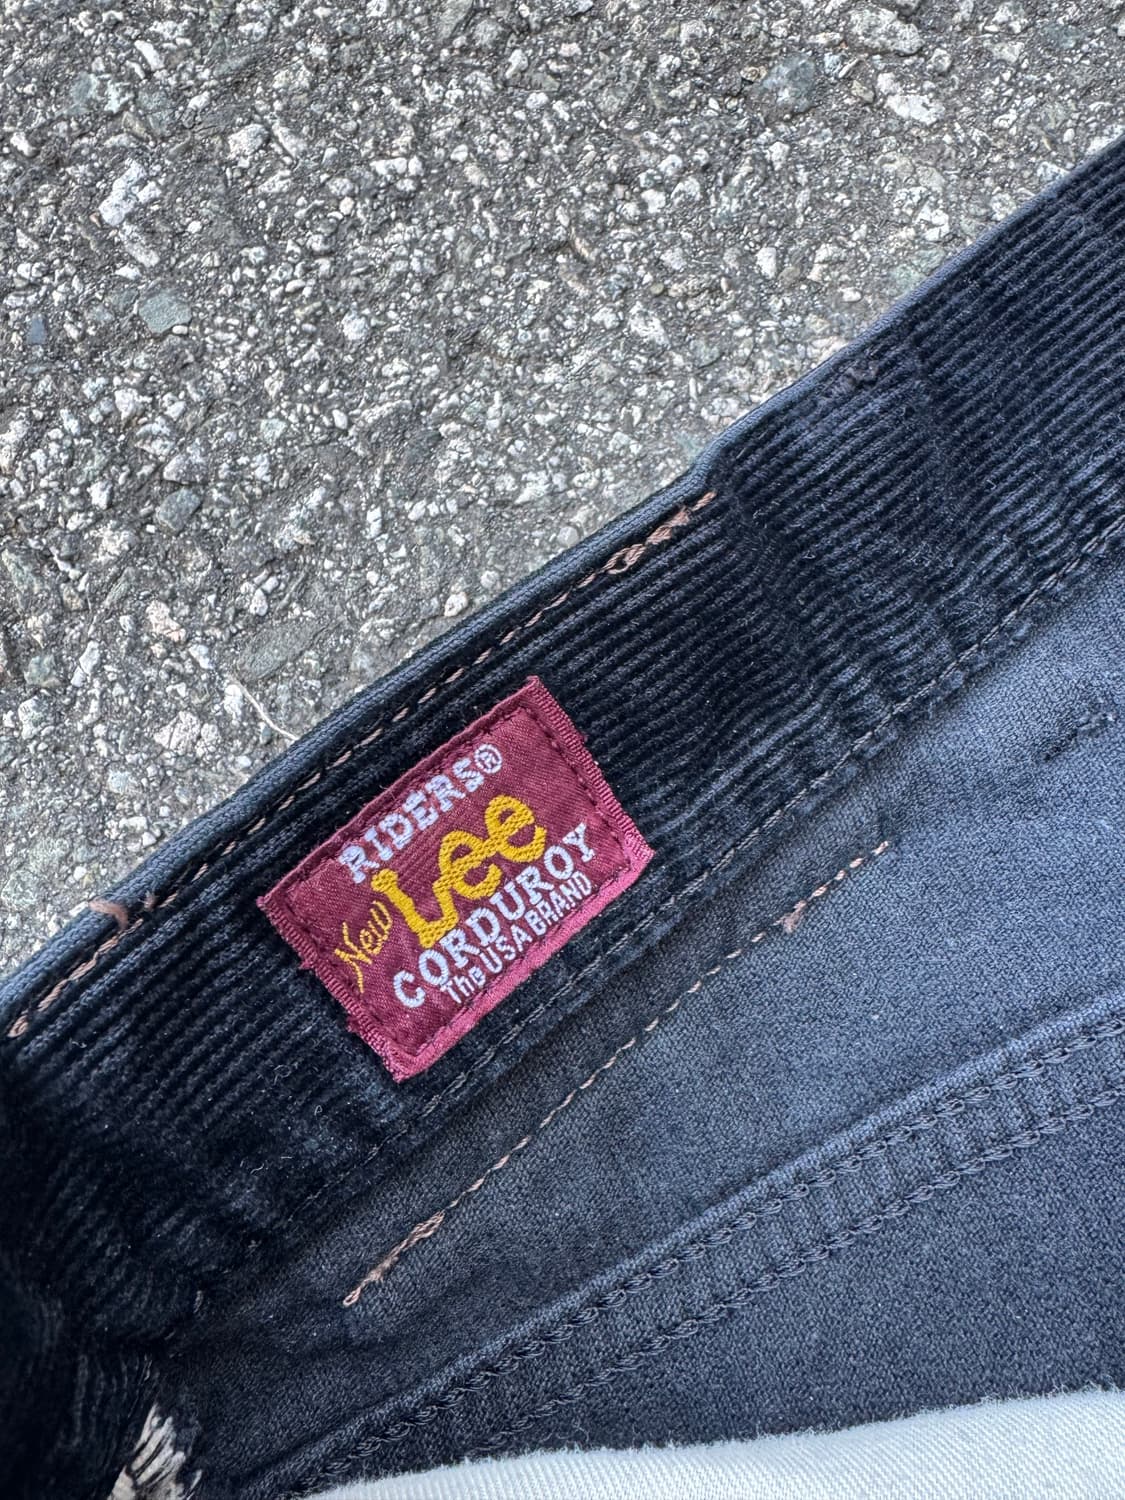 RIDERS®
New Lee
CORDUROY
The USA BRAND